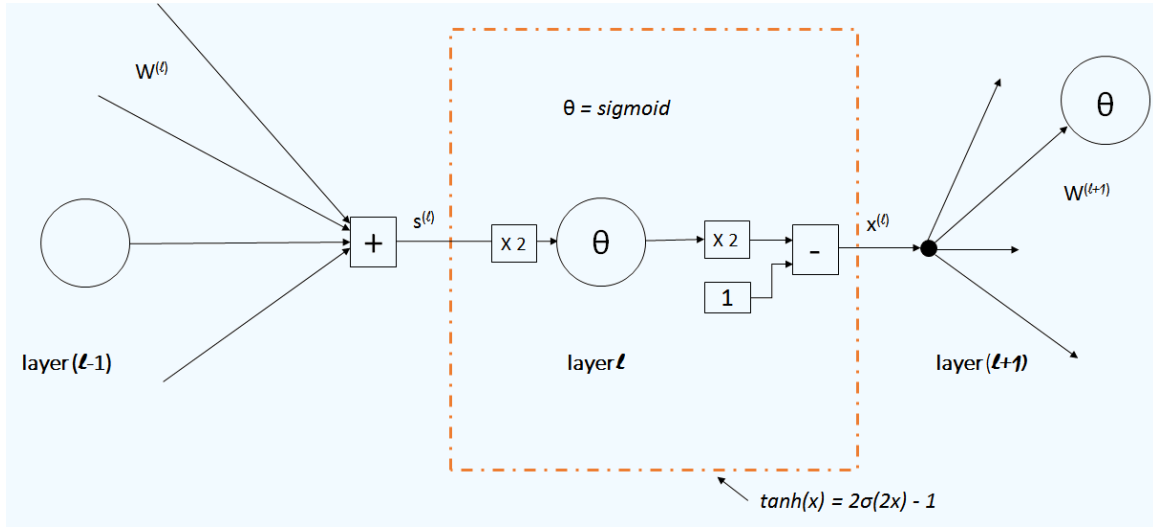 W(ℓ)
θ = sigmoid
θ
W(ℓ+1)
+
s(ℓ)
X 2
θ
X 2
-
1
x(ℓ)
layer(ℓ-1)
layer ℓ
layer(ℓ+1)
tanh(x) = 2σ(2x) - 1